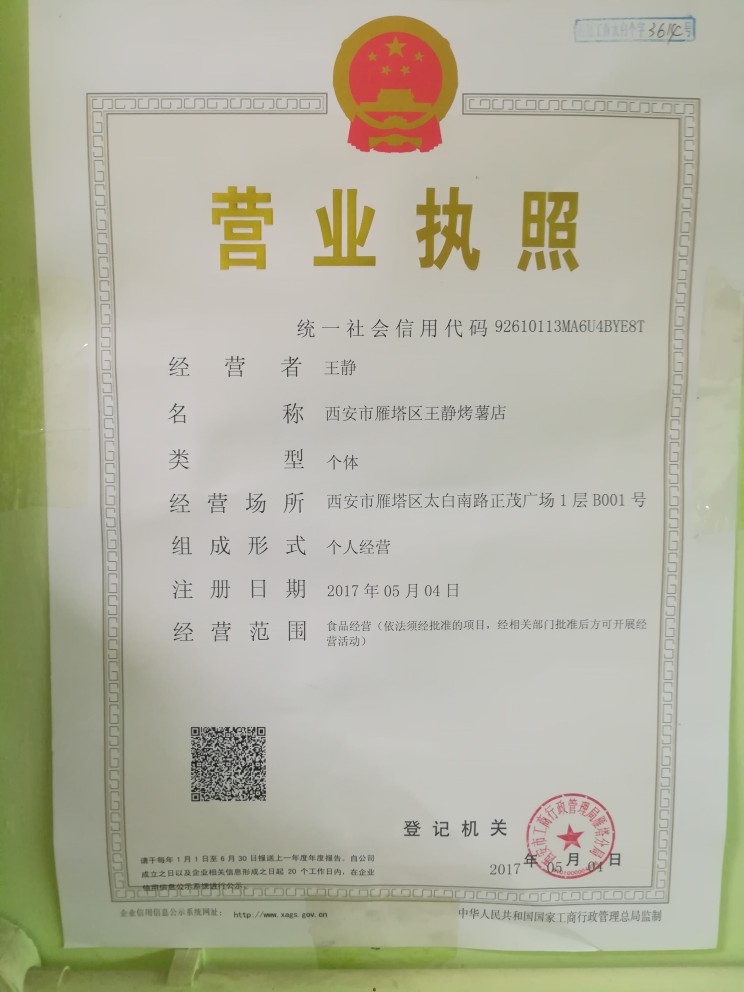 营业执照
统一社会信用代码 92610113MA6U4BYE8T
经营者 王静
名称 西安市雁塔区王静烤薯店
类型 个体
经营场所 西安市雁塔区太白南路正茂广场1层B001号
组成形式 个人经营
注册日期 2017年05月04日
经营范围 食品经营（依法须经批准的项目，经相关部门批准后方可开展经
营活动）
登记机关
西安市工商行政管理局雁塔分局
2017年05月04日
请于每年1月1日至6月30日报送上一年度年度报告。自公司
成立之日以及企业相关信息形成之日起20个工作日内，在企业
信用信息公示系统进行公示。
企业信用信息公示系统网址： http://www.xags.gov.cn
中华人民共和国国家工商行政管理总局监制